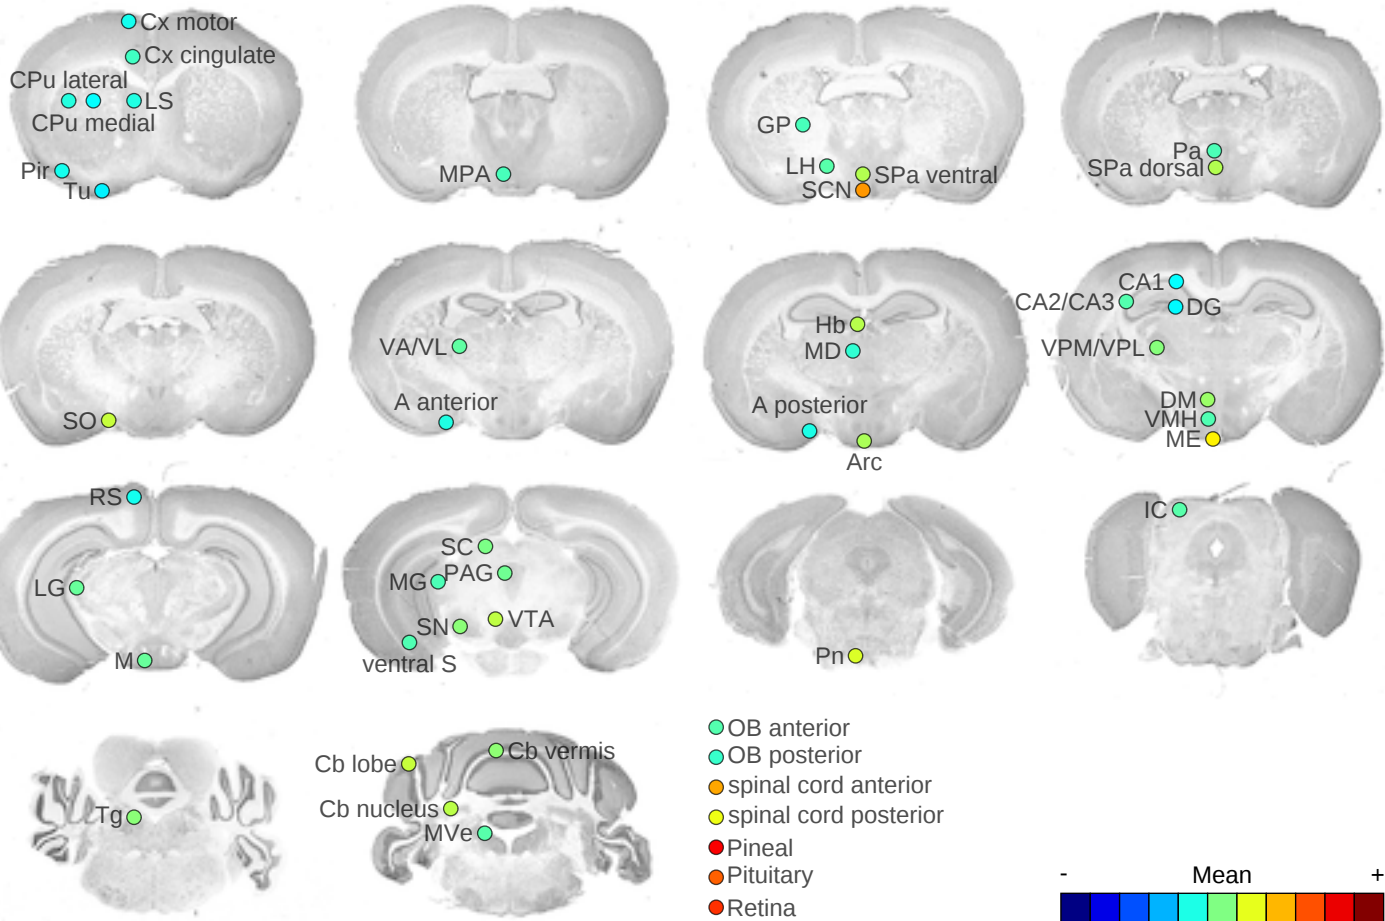 Cx motor
Cx cingulate
CPu lateral
LS
CPu medial
Pir
Tu
MPA
GP
LH
SPa ventral
SCN
Pa
SPa dorsal
SO
VA/VL
A anterior
Hb
MD
A posterior
Arc
CA1
CA2/CA3
DG
VPM/VPL
DM
VMH
ME
RS
LG
M
SC
PAG
MG
SN
VTA
ventral S
Pn
IC
Tg
Cb lobe
Cb vermis
Cb nucleus
MVe
OB anterior
OB posterior
spinal cord anterior
spinal cord posterior
Pineal
Pituitary
Retina
- Mean +